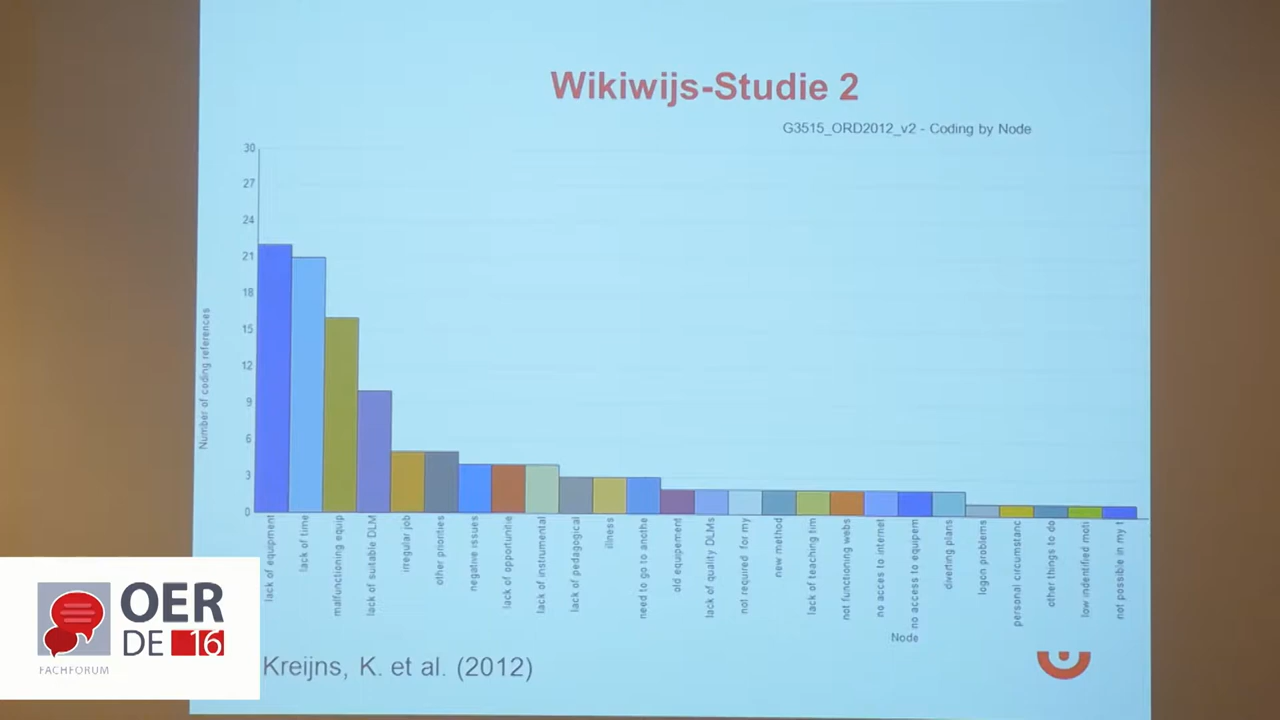 Wikiwijs-Studie 2
G3515_ORD2012_v2 - Coding by Node
30
27
24
21
18
15
12
9
6
3
0
Number of coding references
lack of equipment
lack of time
malfunctioning equip
lack of suitable DLM
irregular job
other priorities
negative issues
lack of opportunitie
lack of instrumental
lack of pedagogical
illness
need to go to anothe
old equipement
lack of quality DLMs
not required for my
new method
lack of teaching tim
not functioning webs
no acces to internet
no access to equipem
diverting plans
logon problems
personal circumstanc
other things to do
low indentified moti
not possible in my t
Node
Kreijns, K. et al. (2012)
OER
DE 16
FACHFORUM